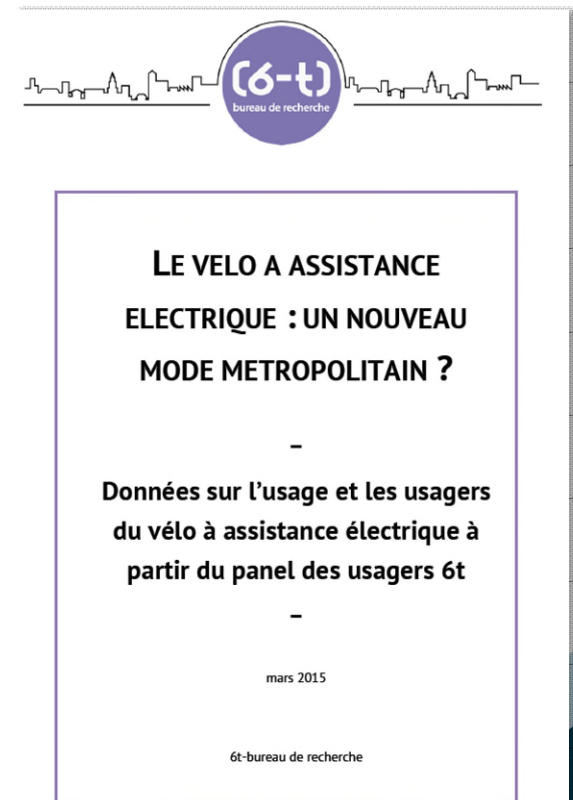 (6-t)
bureau de recherche
LE VELO A ASSISTANCE
ELECTRIQUE : UN NOUVEAU
MODE METROPOLITAIN ?
–
Données sur l'usage et les usagers
du vélo à assistance électrique à
partir du panel des usagers 6t
–
mars 2015
6t-bureau de recherche